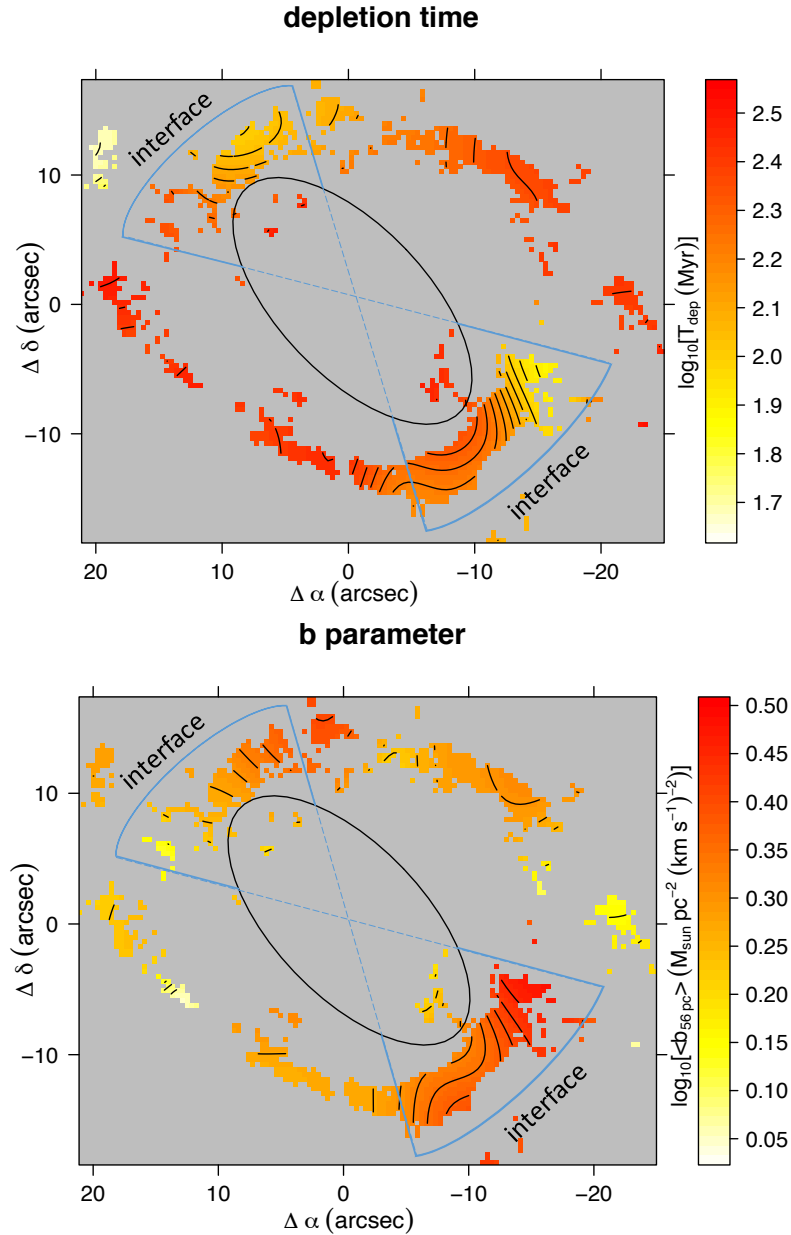 depletion time
interface
interface
10
0
−10
Δ δ (arcsec)
20
10
0
−10
−20
Δ α (arcsec)
2.5
2.4
2.3
2.2
2.1
2.0
1.9
1.8
1.7
log₁₀[T_dep (Myr)]
b parameter
interface
interface
10
0
−10
Δ δ (arcsec)
20
10
0
−10
−20
Δ α (arcsec)
0.50
0.45
0.40
0.35
0.30
0.25
0.20
0.15
0.10
0.05
log₁₀[<b₅₆ pc> (M_sun pc⁻² (km s⁻¹)⁻²)]